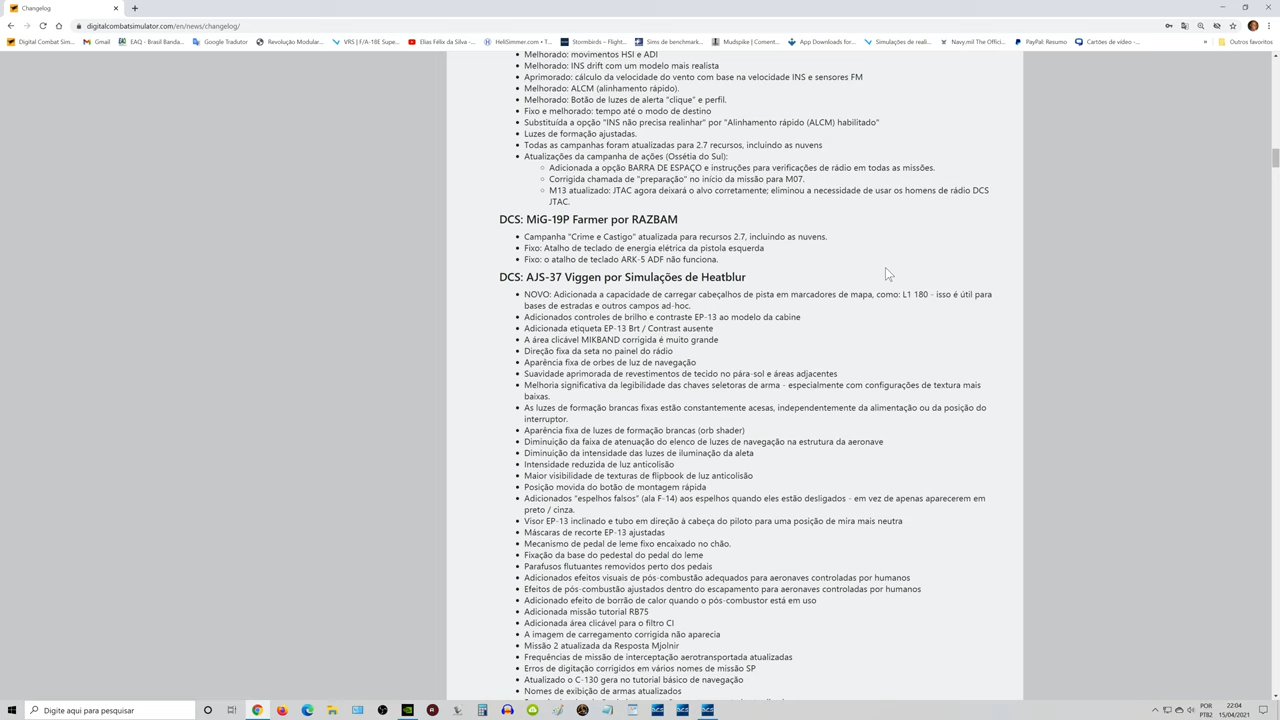 Changelog
digitalcombatsimulator.com/en/news/changelog/
Digital Combat Sim...
Gmail
EAQ - Brasil Banda...
Google Tradutor
Revolução Modular...
VRS | F/A-18E Supe...
Elias Félix da Silva -...
HeliSimmer.com • T...
Stormbirds – Flight...
Sims de benchmark...
Mudspike | Coment...
App Downloads for...
Simulações de reali...
Navy.mil The Offici...
PayPal: Resumo
Cartões de vídeo -...
»
Outros favoritos
Melhorado: movimentos HSI e ADI
Melhorado: INS drift com um modelo mais realista
Aprimorado: cálculo da velocidade do vento com base na velocidade INS e sensores FM
Melhorado: ALCM (alinhamento rápido).
Melhorado: Botão de luzes de alerta "clique" e perfil.
Fixo e melhorado: tempo até o modo de destino
Substituída a opção "INS não precisa realinhar" por "Alinhamento rápido (ALCM) habilitado"
Luzes de formação ajustadas.
Todas as campanhas foram atualizadas para 2.7 recursos, incluindo as nuvens
Atualizações da campanha de ações (Ossétia do Sul):
Adicionada a opção BARRA DE ESPAÇO e instruções para verificações de rádio em todas as missões.
Corrigida chamada de "preparação" no início da missão para M07.
M13 atualizado: JTAC agora deixará o alvo corretamente; eliminou a necessidade de usar os homens de rádio DCS
JTAC.
DCS: MiG-19P Farmer por RAZBAM
Campanha "Crime e Castigo" atualizada para recursos 2.7, incluindo as nuvens.
Fixo: Atalho de teclado de energia elétrica da pistola esquerda
Fixo: o atalho de teclado ARK-5 ADF não funciona.
DCS: AJS-37 Viggen por Simulações de Heatblur
NOVO: Adicionada a capacidade de carregar cabeçalhos de pista em marcadores de mapa, como: L1 180 - isso é útil para
bases de estradas e outros campos ad-hoc.
Adicionados controles de brilho e contraste EP-13 ao modelo da cabine
Adicionada etiqueta EP-13 Brt / Contrast ausente
A área clicável MIKBAND corrigida é muito grande
Direção fixa da seta no painel do rádio
Aparência fixa de orbes de luz de navegação
Suavidade aprimorada de revestimentos de tecido no pára-sol e áreas adjacentes
Melhoria significativa da legibilidade das chaves seletoras de arma - especialmente com configurações de textura mais
baixas.
As luzes de formação brancas fixas estão constantemente acesas, independentemente da alimentação ou da posição do
interruptor.
Aparência fixa de luzes de formação brancas (orb shader)
Diminuição da faixa de atenuação do elenco de luzes de navegação na estrutura da aeronave
Diminuição da intensidade das luzes de iluminação da aleta
Intensidade reduzida de luz anticolisão
Maior visibilidade de texturas de flipbook de luz anticolisão
Posição movida do botão de montagem rápida
Adicionados "espelhos falsos" (ala F-14) aos espelhos quando eles estão desligados - em vez de apenas aparecerem em
preto / cinza.
Visor EP-13 inclinado e tubo em direção à cabeça do piloto para uma posição de mira mais neutra
Máscaras de recorte EP-13 ajustadas
Mecanismo de pedal de leme fixo encaixado no chão.
Fixação da base do pedestal do pedal do leme
Parafusos flutuantes removidos perto dos pedais
Adicionados efeitos visuais de pós-combustão adequados para aeronaves controladas por humanos
Efeitos de pós-combustão ajustados dentro do escapamento para aeronaves controladas por humanos
Adicionado efeito de borrão de calor quando o pós-combustor está em uso
Adicionada missão tutorial RB75
Adicionada área clicável para o filtro CI
A imagem de carregamento corrigida não aparecia
Missão 2 atualizada da Resposta Mjolnir
Frequências de missão de interceptação aerotransportada atualizadas
Erros de digitação corrigidos em vários nomes de missão SP
Atualizado o C-130 gera no tutorial básico de navegação
Nomes de exibição de armas atualizados
Digite aqui para pesquisar
POR
PTB2
22:04
15/04/2021